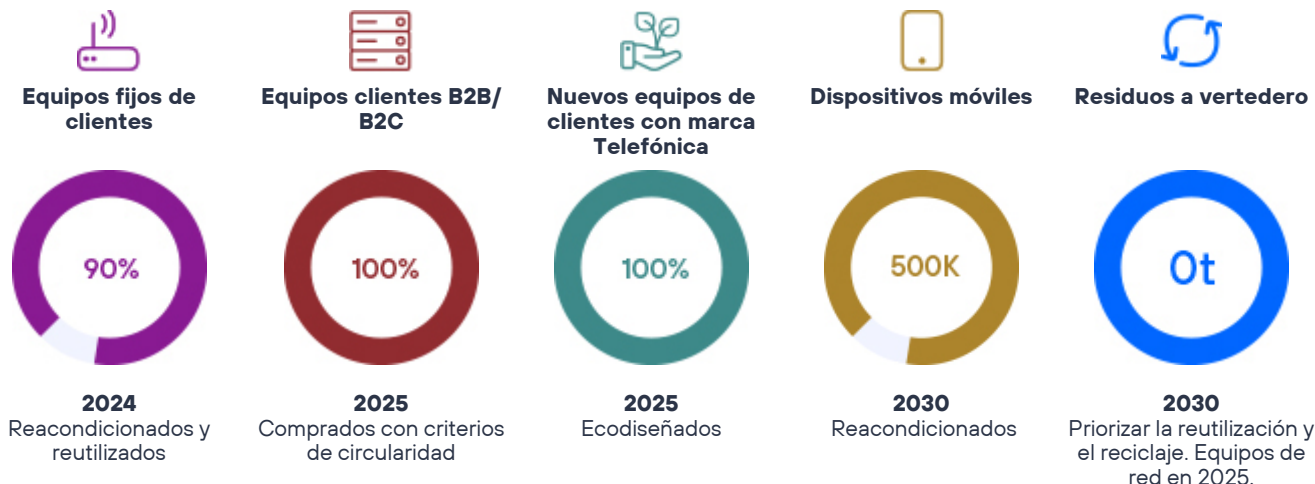 Equipos fijos de
clientes
90%
2024
Reacondicionados y
reutilizados
Equipos clientes B2B/
B2C
100%
2025
Comprados con criterios
de circularidad
Nuevos equipos de
clientes con marca
Telefónica
100%
2025
Ecodiseñados
Dispositivos móviles
500K
2030
Reacondicionados
Residuos a vertedero
0t
2030
Priorizar la reutilización y
el reciclaje. Equipos de
red en 2025.